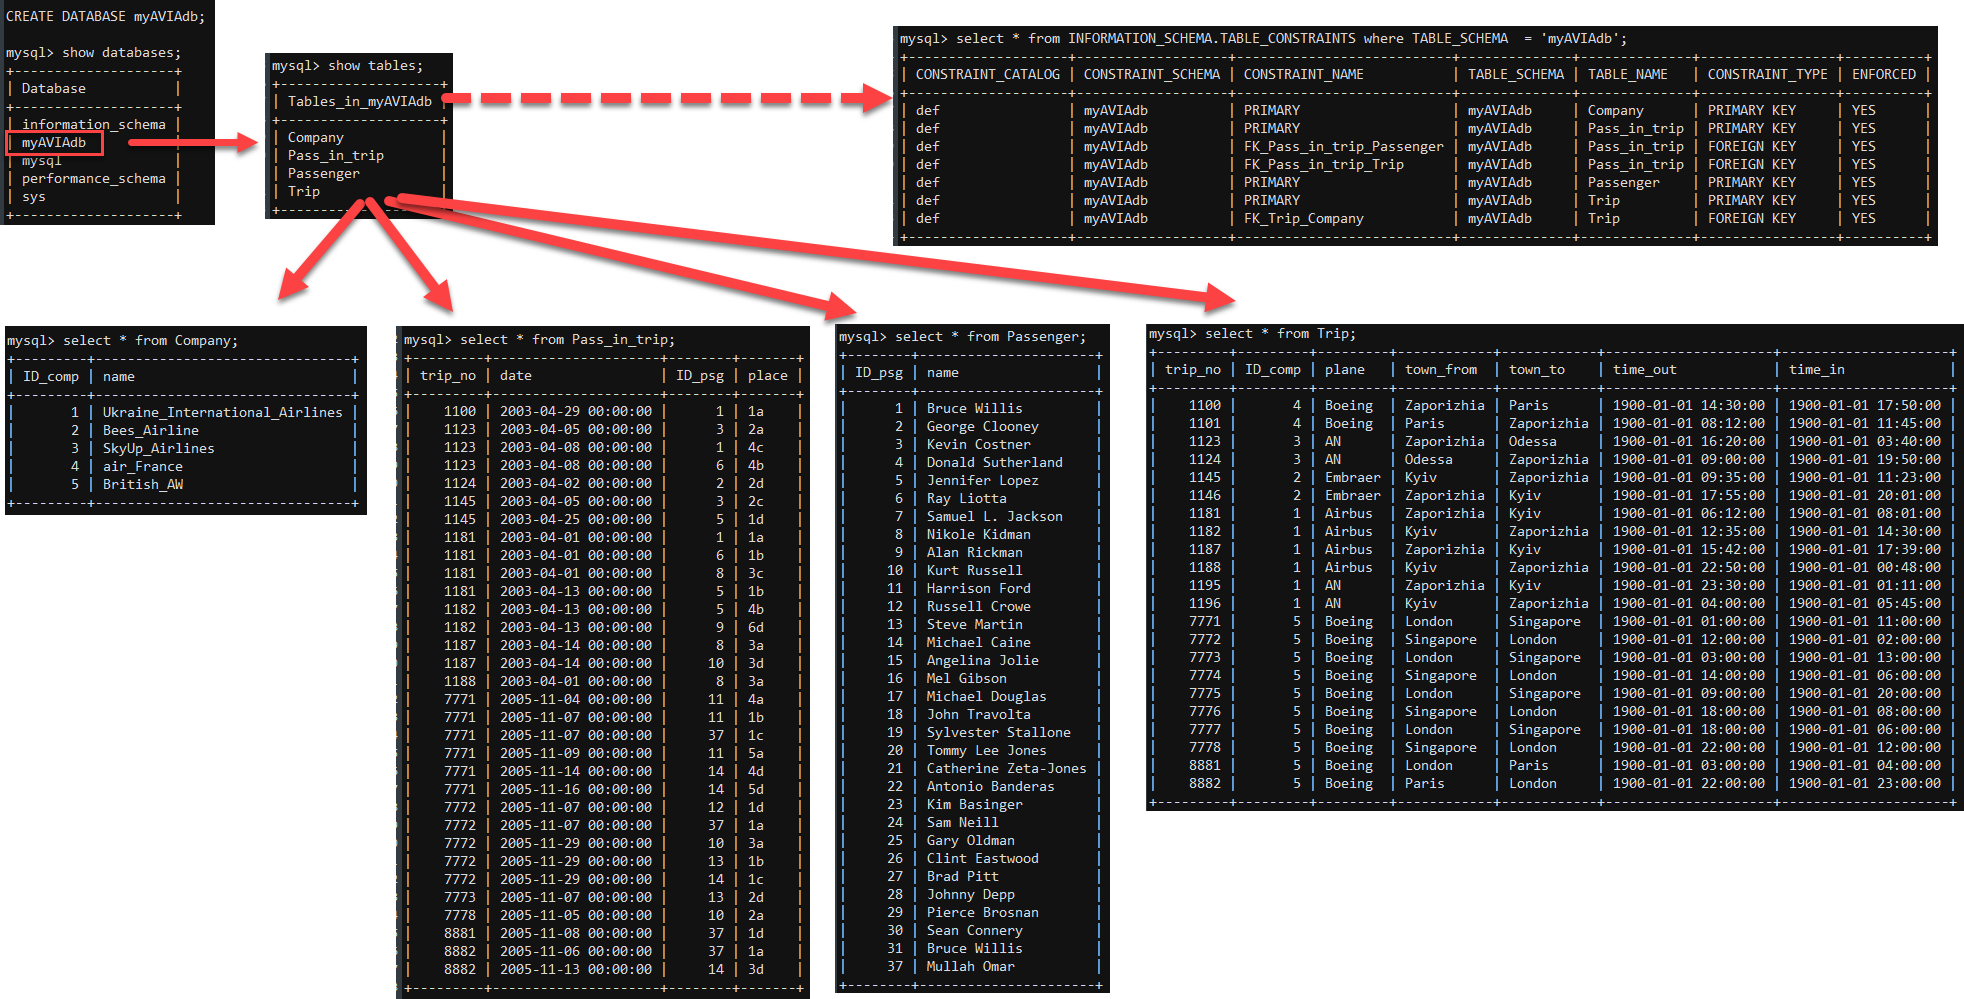 CREATE DATABASE myAVIAdb;
mysql> show databases;
+--------------------+
| Database           |
+--------------------+
| information_schema |
| myAVIAdb
| mysql              |
| performance_schema |
| sys                |
+--------------------+
mysql> show tables;
+--------------------+
| Tables_in_myAVIAdb |
+--------------------+
| Company            |
| Pass_in_trip       |
| Passenger          |
| Trip               |
+--------------------+
mysql> select * from INFORMATION_SCHEMA.TABLE_CONSTRAINTS where TABLE_SCHEMA  = 'myAVIAdb';
+--------------------+-------------------+---------------------------+--------------+--------------+-----------------+----------+
| CONSTRAINT_CATALOG | CONSTRAINT_SCHEMA | CONSTRAINT_NAME           | TABLE_SCHEMA | TABLE_NAME   | CONSTRAINT_TYPE | ENFORCED |
+--------------------+-------------------+---------------------------+--------------+--------------+-----------------+----------+
| def                | myAVIAdb          | PRIMARY                   | myAVIAdb     | Company      | PRIMARY KEY     | YES      |
| def                | myAVIAdb          | PRIMARY                   | myAVIAdb     | Pass_in_trip | PRIMARY KEY     | YES      |
| def                | myAVIAdb          | FK_Pass_in_trip_Passenger | myAVIAdb     | Pass_in_trip | FOREIGN KEY     | YES      |
| def                | myAVIAdb          | FK_Pass_in_trip_Trip      | myAVIAdb     | Pass_in_trip | FOREIGN KEY     | YES      |
| def                | myAVIAdb          | PRIMARY                   | myAVIAdb     | Passenger    | PRIMARY KEY     | YES      |
| def                | myAVIAdb          | PRIMARY                   | myAVIAdb     | Trip         | PRIMARY KEY     | YES      |
| def                | myAVIAdb          | FK_Trip_Company           | myAVIAdb     | Trip         | FOREIGN KEY     | YES      |
+--------------------+-------------------+---------------------------+--------------+--------------+-----------------+----------+
mysql> select * from Company;
+---------+--------------------------------+
| ID_comp | name                           |
+---------+--------------------------------+
|       1 | Ukraine_International_Airlines |
|       2 | Bees_Airline                   |
|       3 | SkyUp_Airlines                 |
|       4 | air_France                     |
|       5 | British_AW                     |
+---------+--------------------------------+
mysql> select * from Pass_in_trip;
+---------+---------------------+--------+-------+
| trip_no | date                | ID_psg | place |
+---------+---------------------+--------+-------+
|    1100 | 2003-04-29 00:00:00 |      1 | 1a    |
|    1123 | 2003-04-05 00:00:00 |      3 | 2a    |
|    1123 | 2003-04-08 00:00:00 |      1 | 4c    |
|    1123 | 2003-04-08 00:00:00 |      6 | 4b    |
|    1124 | 2003-04-02 00:00:00 |      2 | 2d    |
|    1145 | 2003-04-05 00:00:00 |      3 | 2c    |
|    1145 | 2003-04-25 00:00:00 |      5 | 1d    |
|    1181 | 2003-04-01 00:00:00 |      1 | 1a    |
|    1181 | 2003-04-01 00:00:00 |      6 | 1b    |
|    1181 | 2003-04-01 00:00:00 |      8 | 3c    |
|    1181 | 2003-04-13 00:00:00 |      5 | 1b    |
|    1182 | 2003-04-13 00:00:00 |      5 | 4b    |
|    1182 | 2003-04-13 00:00:00 |      9 | 6d    |
|    1187 | 2003-04-14 00:00:00 |      8 | 3a    |
|    1187 | 2003-04-14 00:00:00 |     10 | 3d    |
|    1188 | 2003-04-01 00:00:00 |      8 | 3a    |
|    7771 | 2005-11-04 00:00:00 |     11 | 4a    |
|    7771 | 2005-11-07 00:00:00 |     11 | 1b    |
|    7771 | 2005-11-07 00:00:00 |     37 | 1c    |
|    7771 | 2005-11-09 00:00:00 |     11 | 5a    |
|    7771 | 2005-11-14 00:00:00 |     14 | 4d    |
|    7771 | 2005-11-16 00:00:00 |     14 | 5d    |
|    7772 | 2005-11-07 00:00:00 |     12 | 1d    |
|    7772 | 2005-11-07 00:00:00 |     37 | 1a    |
|    7772 | 2005-11-29 00:00:00 |     10 | 3a    |
|    7772 | 2005-11-29 00:00:00 |     13 | 1b    |
|    7772 | 2005-11-29 00:00:00 |     14 | 1c    |
|    7773 | 2005-11-07 00:00:00 |     13 | 2d    |
|    7778 | 2005-11-05 00:00:00 |     10 | 2a    |
|    8881 | 2005-11-08 00:00:00 |     37 | 1d    |
|    8882 | 2005-11-06 00:00:00 |     37 | 1a    |
|    8882 | 2005-11-13 00:00:00 |     14 | 3d    |
+---------+---------------------+--------+-------+
mysql> select * from Passenger;
+--------+----------------------+
| ID_psg | name                 |
+--------+----------------------+
|      1 | Bruce Willis         |
|      2 | George Clooney       |
|      3 | Kevin Costner        |
|      4 | Donald Sutherland    |
|      5 | Jennifer Lopez       |
|      6 | Ray Liotta           |
|      7 | Samuel L. Jackson    |
|      8 | Nikole Kidman        |
|      9 | Alan Rickman         |
|     10 | Kurt Russell         |
|     11 | Harrison Ford        |
|     12 | Russell Crowe        |
|     13 | Steve Martin         |
|     14 | Michael Caine        |
|     15 | Angelina Jolie       |
|     16 | Mel Gibson           |
|     17 | Michael Douglas      |
|     18 | John Travolta        |
|     19 | Sylvester Stallone   |
|     20 | Tommy Lee Jones      |
|     21 | Catherine Zeta-Jones |
|     22 | Antonio Banderas     |
|     23 | Kim Basinger         |
|     24 | Sam Neill            |
|     25 | Gary Oldman          |
|     26 | Clint Eastwood       |
|     27 | Brad Pitt            |
|     28 | Johnny Depp          |
|     29 | Pierce Brosnan       |
|     30 | Sean Connery         |
|     31 | Bruce Willis         |
|     37 | Mullah Omar          |
+--------+----------------------+
mysql> select * from Trip;
+---------+---------+---------+------------+------------+---------------------+---------------------+
| trip_no | ID_comp | plane   | town_from  | town_to    | time_out            | time_in             |
+---------+---------+---------+------------+------------+---------------------+---------------------+
|    1100 |       4 | Boeing  | Zaporizhia | Paris      | 1900-01-01 14:30:00 | 1900-01-01 17:50:00 |
|    1101 |       4 | Boeing  | Paris      | Zaporizhia | 1900-01-01 08:12:00 | 1900-01-01 11:45:00 |
|    1123 |       3 | AN      | Zaporizhia | Odessa     | 1900-01-01 16:20:00 | 1900-01-01 03:40:00 |
|    1124 |       3 | AN      | Odessa     | Zaporizhia | 1900-01-01 09:00:00 | 1900-01-01 19:50:00 |
|    1145 |       2 | Embraer | Kyiv       | Zaporizhia | 1900-01-01 09:35:00 | 1900-01-01 11:23:00 |
|    1146 |       2 | Embraer | Zaporizhia | Kyiv       | 1900-01-01 17:55:00 | 1900-01-01 20:01:00 |
|    1181 |       1 | Airbus  | Zaporizhia | Kyiv       | 1900-01-01 06:12:00 | 1900-01-01 08:01:00 |
|    1182 |       1 | Airbus  | Kyiv       | Zaporizhia | 1900-01-01 12:35:00 | 1900-01-01 14:30:00 |
|    1187 |       1 | Airbus  | Zaporizhia | Kyiv       | 1900-01-01 15:42:00 | 1900-01-01 17:39:00 |
|    1188 |       1 | Airbus  | Kyiv       | Zaporizhia | 1900-01-01 22:50:00 | 1900-01-01 00:48:00 |
|    1195 |       1 | AN      | Zaporizhia | Kyiv       | 1900-01-01 23:30:00 | 1900-01-01 01:11:00 |
|    1196 |       1 | AN      | Kyiv       | Zaporizhia | 1900-01-01 04:00:00 | 1900-01-01 05:45:00 |
|    7771 |       5 | Boeing  | London     | Singapore  | 1900-01-01 01:00:00 | 1900-01-01 11:00:00 |
|    7772 |       5 | Boeing  | Singapore  | London     | 1900-01-01 12:00:00 | 1900-01-01 02:00:00 |
|    7773 |       5 | Boeing  | London     | Singapore  | 1900-01-01 03:00:00 | 1900-01-01 13:00:00 |
|    7774 |       5 | Boeing  | Singapore  | London     | 1900-01-01 14:00:00 | 1900-01-01 06:00:00 |
|    7775 |       5 | Boeing  | London     | Singapore  | 1900-01-01 09:00:00 | 1900-01-01 20:00:00 |
|    7776 |       5 | Boeing  | Singapore  | London     | 1900-01-01 18:00:00 | 1900-01-01 08:00:00 |
|    7777 |       5 | Boeing  | London     | Singapore  | 1900-01-01 18:00:00 | 1900-01-01 06:00:00 |
|    7778 |       5 | Boeing  | Singapore  | London     | 1900-01-01 22:00:00 | 1900-01-01 12:00:00 |
|    8881 |       5 | Boeing  | London     | Paris      | 1900-01-01 03:00:00 | 1900-01-01 04:00:00 |
|    8882 |       5 | Boeing  | Paris      | London     | 1900-01-01 22:00:00 | 1900-01-01 23:00:00 |
+---------+---------+---------+------------+------------+---------------------+---------------------+